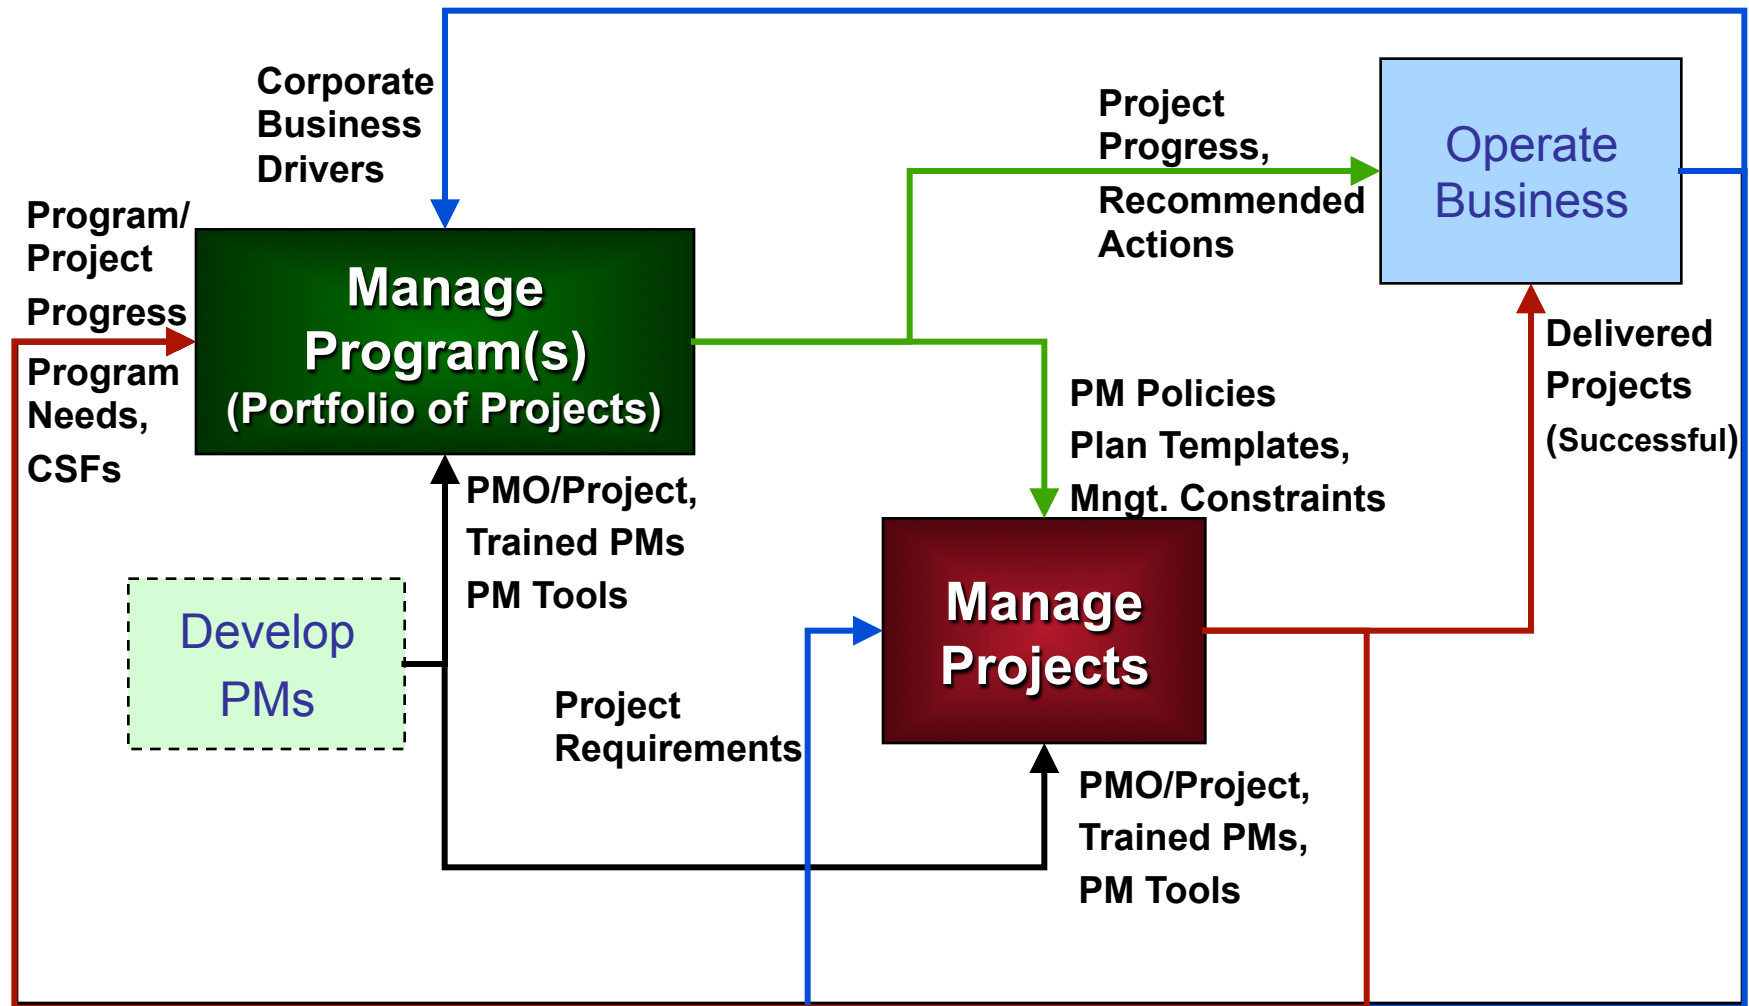 Corporate
Business
Drivers
Program/
Project
Progress
Program
Needs,
CSFs
Manage
Program(s)
(Portfolio of Projects)
Project
Progress,
Recommended
Actions
Operate
Business
Delivered
Projects
(Successful)
PM Policies
Plan Templates,
Mngt. Constraints
PMO/Project,
Trained PMs
PM Tools
Develop
PMs
Manage
Projects
Project
Requirements
PMO/Project,
Trained PMs,
PM Tools